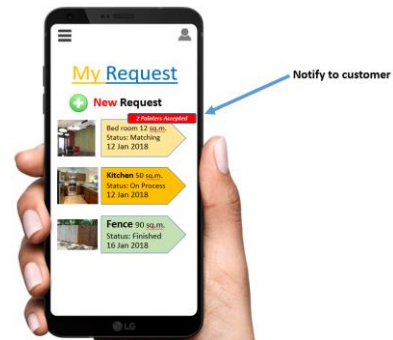 My Request
Notify to customer
New Request
2 Painters Accepted
Bed room 12 sq.m.
Status: Matching
12 Jan 2018
Kitchen 50 sq.m.
Status: On Process
12 Jan 2018
Fence 90 sq.m.
Status: Finished
16 Jan 2018
LG